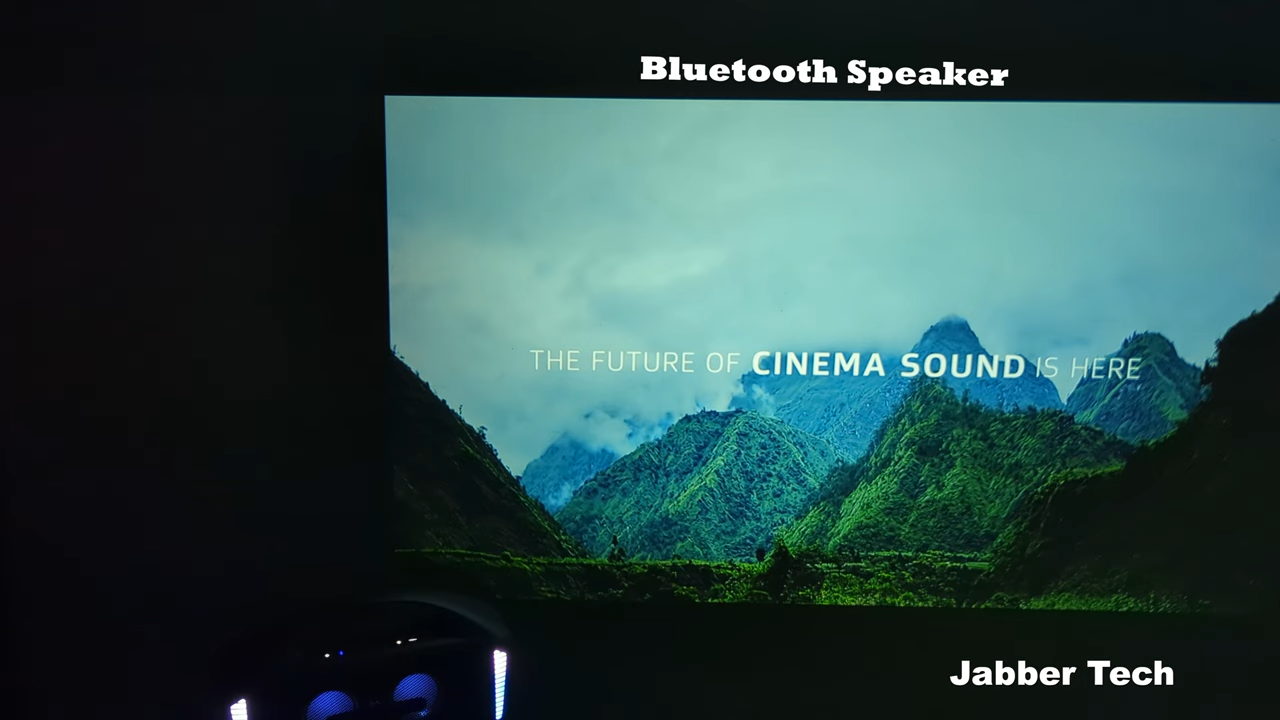 Bluetooth Speaker
THE FUTURE OF CINEMA SOUND IS HERE
Jabber Tech